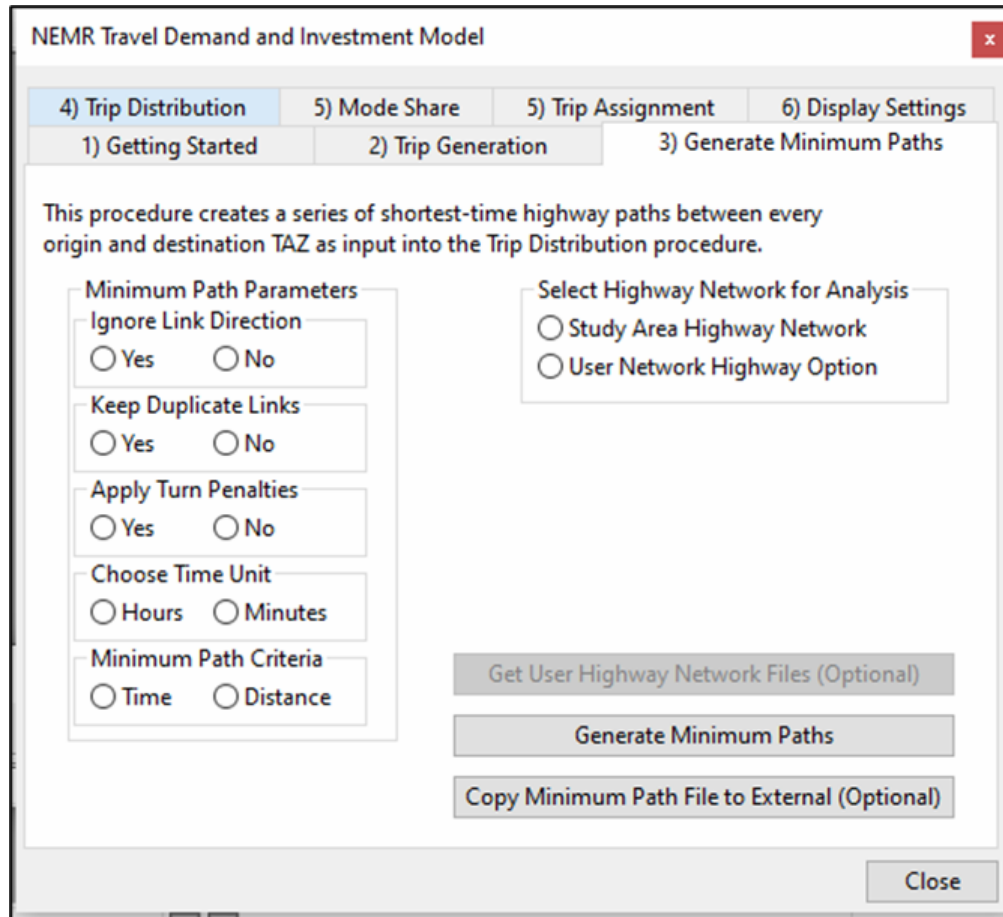 NEMR Travel Demand and Investment Model
x
4) Trip Distribution
5) Mode Share
5) Trip Assignment
6) Display Settings
1) Getting Started
2) Trip Generation
3) Generate Minimum Paths
This procedure creates a series of shortest-time highway paths between every
origin and destination TAZ as input into the Trip Distribution procedure.
Minimum Path Parameters
Ignore Link Direction
Yes No
Keep Duplicate Links
Yes No
Apply Turn Penalties
Yes No
Choose Time Unit
Hours Minutes
Minimum Path Criteria
Time Distance
Select Highway Network for Analysis
Study Area Highway Network
User Network Highway Option
Get User Highway Network Files (Optional)
Generate Minimum Paths
Copy Minimum Path File to External (Optional)
Close